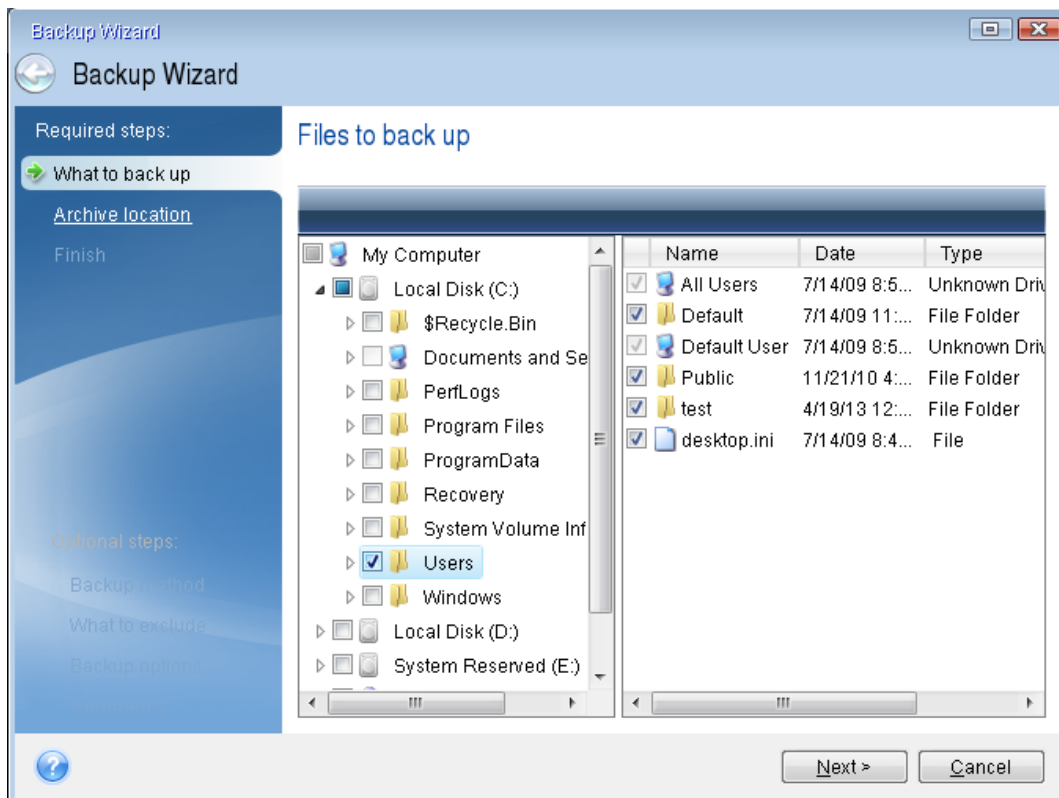 Backup Wizard
Backup Wizard
Required steps:
What to back up
Archive location
Finish
Optional steps:
Backup method
What to exclude
Backup options
Files to back up
My Computer
Local Disk (C:)
$Recycle.Bin
Documents and Se
PerfLogs
Program Files
ProgramData
Recovery
System Volume Inf
Users
Windows
Local Disk (D:)
System Reserved (E:)
Name Date Type
All Users 7/14/09 8:5... Unknown Driv
Default 7/14/09 11:... File Folder
Default User 7/14/09 8:5... Unknown Driv
Public 11/21/10 4:... File Folder
test 4/19/13 12:... File Folder
desktop.ini 7/14/09 8:4... File
?
Next >
Cancel